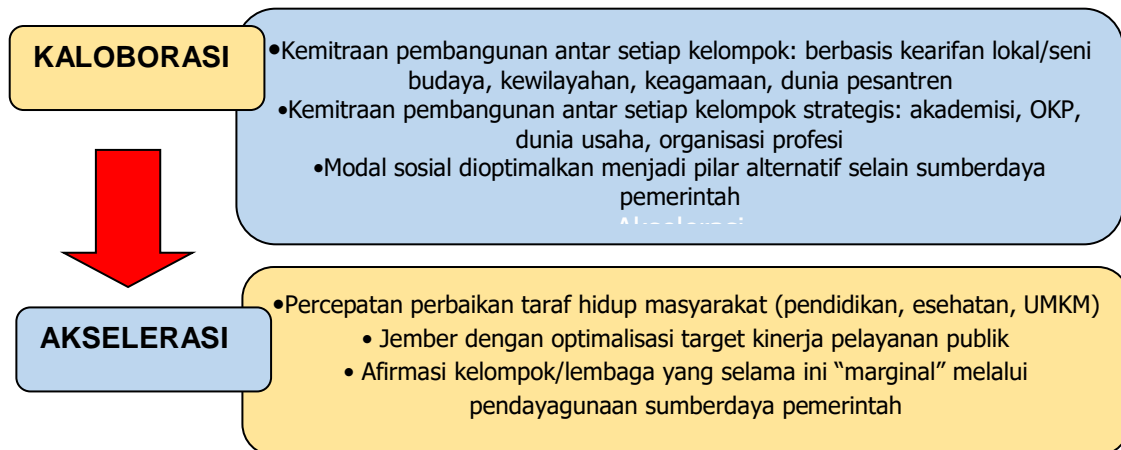 KALOBORASI
•Kemitraan pembangunan antar setiap kelompok: berbasis kearifan lokal/seni
budaya, kewilayahan, keagamaan, dunia pesantren
•Kemitraan pembangunan antar setiap kelompok strategis: akademisi, OKP,
dunia usaha, organisasi profesi
•Modal sosial dioptimalkan menjadi pilar alternatif selain sumberdaya
pemerintah
Akselerasi
AKSELERASI
•Percepatan perbaikan taraf hidup masyarakat (pendidikan, esehatan, UMKM)
• Jember dengan optimalisasi target kinerja pelayanan publik
• Afirmasi kelompok/lembaga yang selama ini “marginal” melalui
pendayagunaan sumberdaya pemerintah